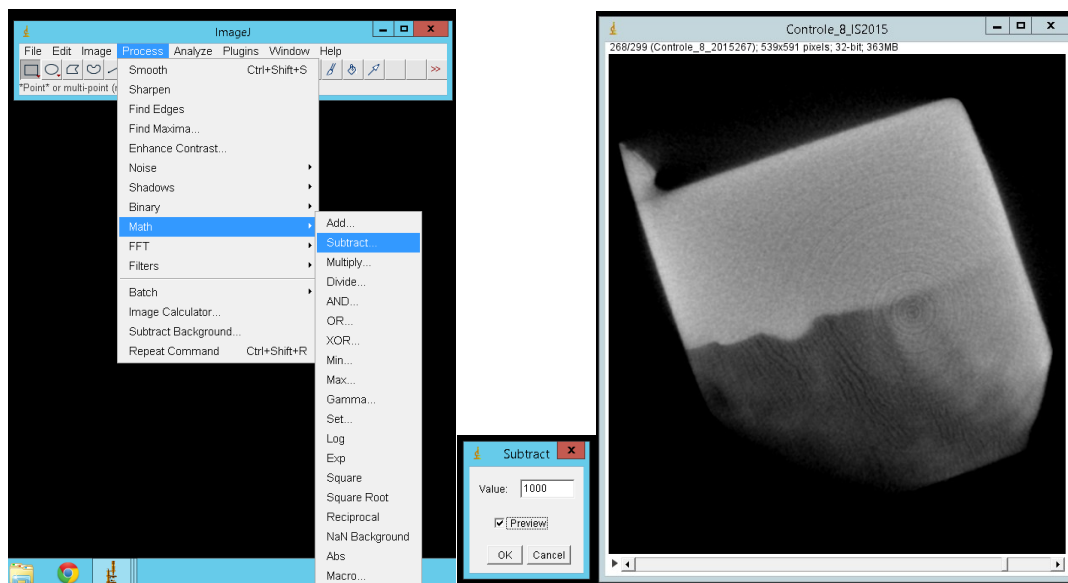 ImageJ
File Edit Image Process Analyze Plugins Window Help
>>
Smooth Ctrl+Shift+S
Sharpen
Find Edges
Find Maxima...
Enhance Contrast...
Noise
Shadows
Binary
Math
FFT
Filters
Batch
Image Calculator...
Subtract Background...
Repeat Command Ctrl+Shift+R
*Point* or multi-point (
Add...
Subtract...
Multiply...
Divide...
AND...
OR...
XOR...
Min...
Max...
Gamma...
Set...
Log
Exp
Square
Square Root
Reciprocal
NaN Background
Abs
Macro...
Subtract
Value: 1000
Preview
OK Cancel
Controle_8_IS2015
268/299 (Controle_8_2015267); 539x591 pixels; 32-bit; 363MB